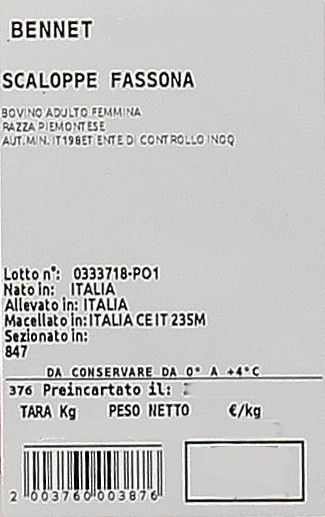 BENNET
SCALOPPE FASSONA
BOVINO ADULTO FEMMINA
RAZZA PIEMONTESE
AUT.MIN. IT198ET ENTE DI CONTROLLO INOQ
Lotto n°: 0333718-PO1
Nato in: ITALIA
Allevato in: ITALIA
Macellato in: ITALIA CE IT 235M
Sezionato in:
847
DA CONSERVARE DA 0° A +4°C
376 Preincartato il:
TARA Kg PESO NETTO €/kg
2 003760 003876